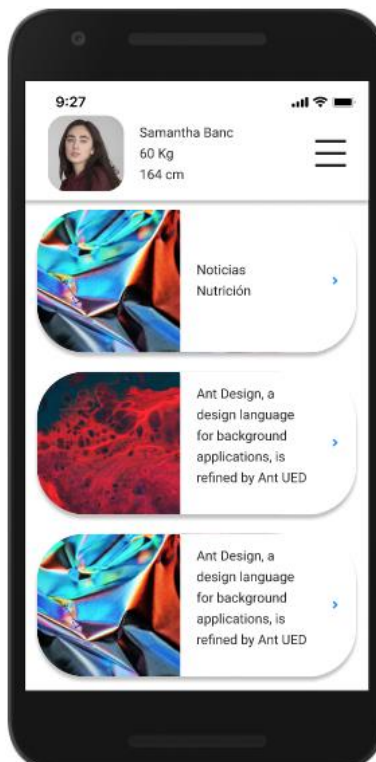 9:27
Samantha Banc
60 Kg
164 cm
Noticias
Nutrición
Ant Design, a
design language
for background
applications, is
refined by Ant UED
Ant Design, a
design language
for background
applications, is
refined by Ant UED